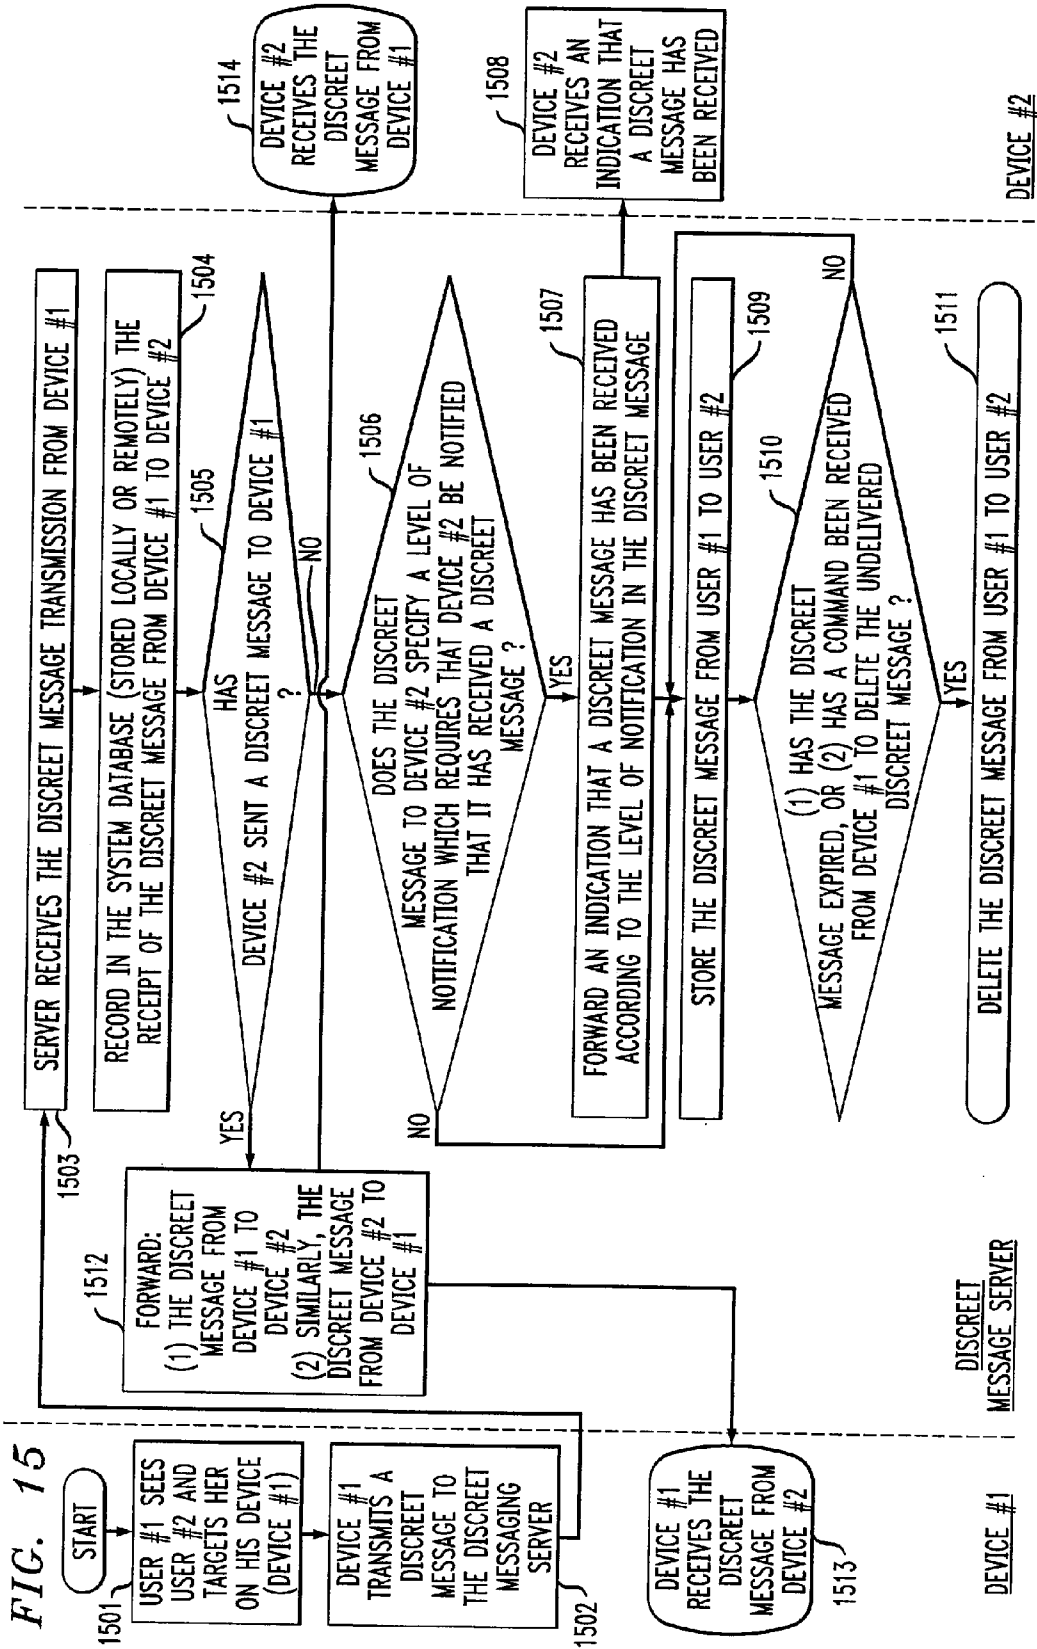 FIG. 15
START
1501
USER #1 SEES
USER #2 AND
TARGETS HER
ON HIS DEVICE
(DEVICE #1)
DEVICE #1
TRANSMITS A
DISCREET
MESSAGE TO
THE DISCREET
MESSAGING
SERVER
1502
DEVICE #1
RECEIVES THE
DISCREET
MESSAGE FROM
DEVICE #2
1513
DEVICE #1
1503
SERVER RECEIVES THE DISCREET MESSAGE TRANSMISSION FROM DEVICE #1
RECORD IN THE SYSTEM DATABASE (STORED LOCALLY OR REMOTELY) THE
RECEIPT OF THE DISCREET MESSAGE FROM DEVICE #1 TO DEVICE #2
1504
1505
HAS
DEVICE #2 SENT A DISCREET MESSAGE TO DEVICE #1
?
YES
NO
1512
FORWARD:
(1) THE DISCREET
MESSAGE FROM
DEVICE #1 TO
DEVICE #2
(2) SIMILARLY, THE
DISCREET MESSAGE
FROM DEVICE #2 TO
DEVICE #1
1506
DOES THE DISCREET
MESSAGE TO DEVICE #2 SPECIFY A LEVEL OF
NOTIFICATION WHICH REQUIRES THAT DEVICE #2 BE NOTIFIED
THAT IT HAS RECEIVED A DISCREET
MESSAGE ?
NO
YES
1507
FORWARD AN INDICATION THAT A DISCREET MESSAGE HAS BEEN RECEIVED
ACCORDING TO THE LEVEL OF NOTIFICATION IN THE DISCREET MESSAGE
STORE THE DISCREET MESSAGE FROM USER #1 TO USER #2
1509
1510
(1) HAS THE DISCREET
MESSAGE EXPIRED, OR (2) HAS A COMMAND BEEN RECEIVED
FROM DEVICE #1 TO DELETE THE UNDELIVERED
DISCREET MESSAGE ?
NO
YES
1511
DELETE THE DISCREET MESSAGE FROM USER #1 TO USER #2
DISCREET
MESSAGE SERVER
1514
DEVICE #2
RECEIVES THE
DISCREET
MESSAGE FROM
DEVICE #1
1508
DEVICE #2
RECEIVES AN
INDICATION THAT
A DISCREET
MESSAGE HAS
BEEN RECEIVED
DEVICE #2